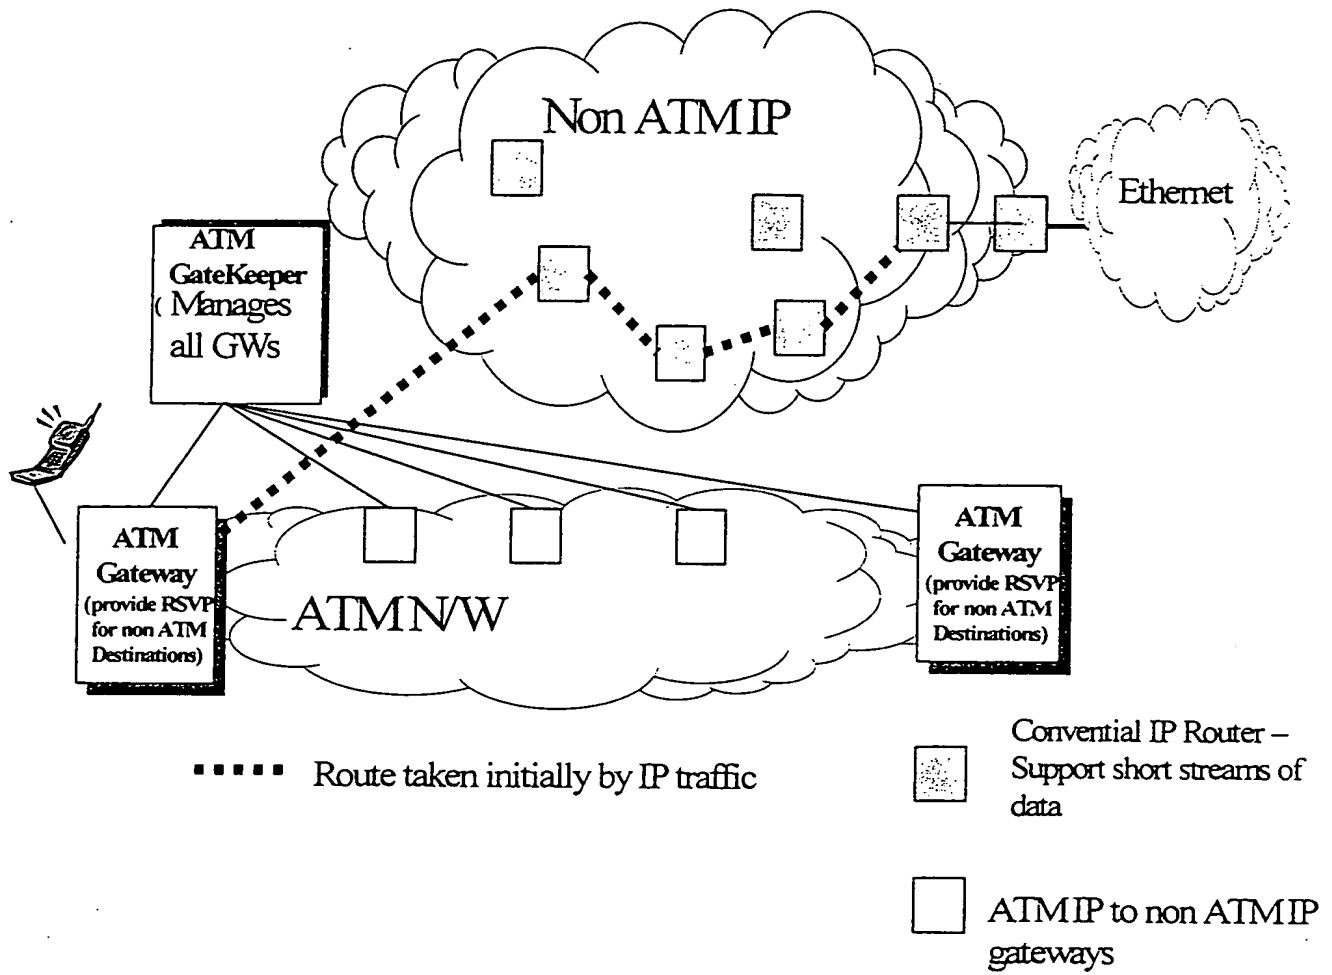 Non ATM IP
Ethernet
ATM
GateKeeper
( Manages
all GWs
ATM
Gateway
(provide RSVP
for non ATM
Destinations)
ATM N/W
ATM
Gateway
(provide RSVP
for non ATM
Destinations)
Route taken initially by IP traffic
Convential IP Router –
Support short streams of
data
ATM IP to non ATM IP
gateways